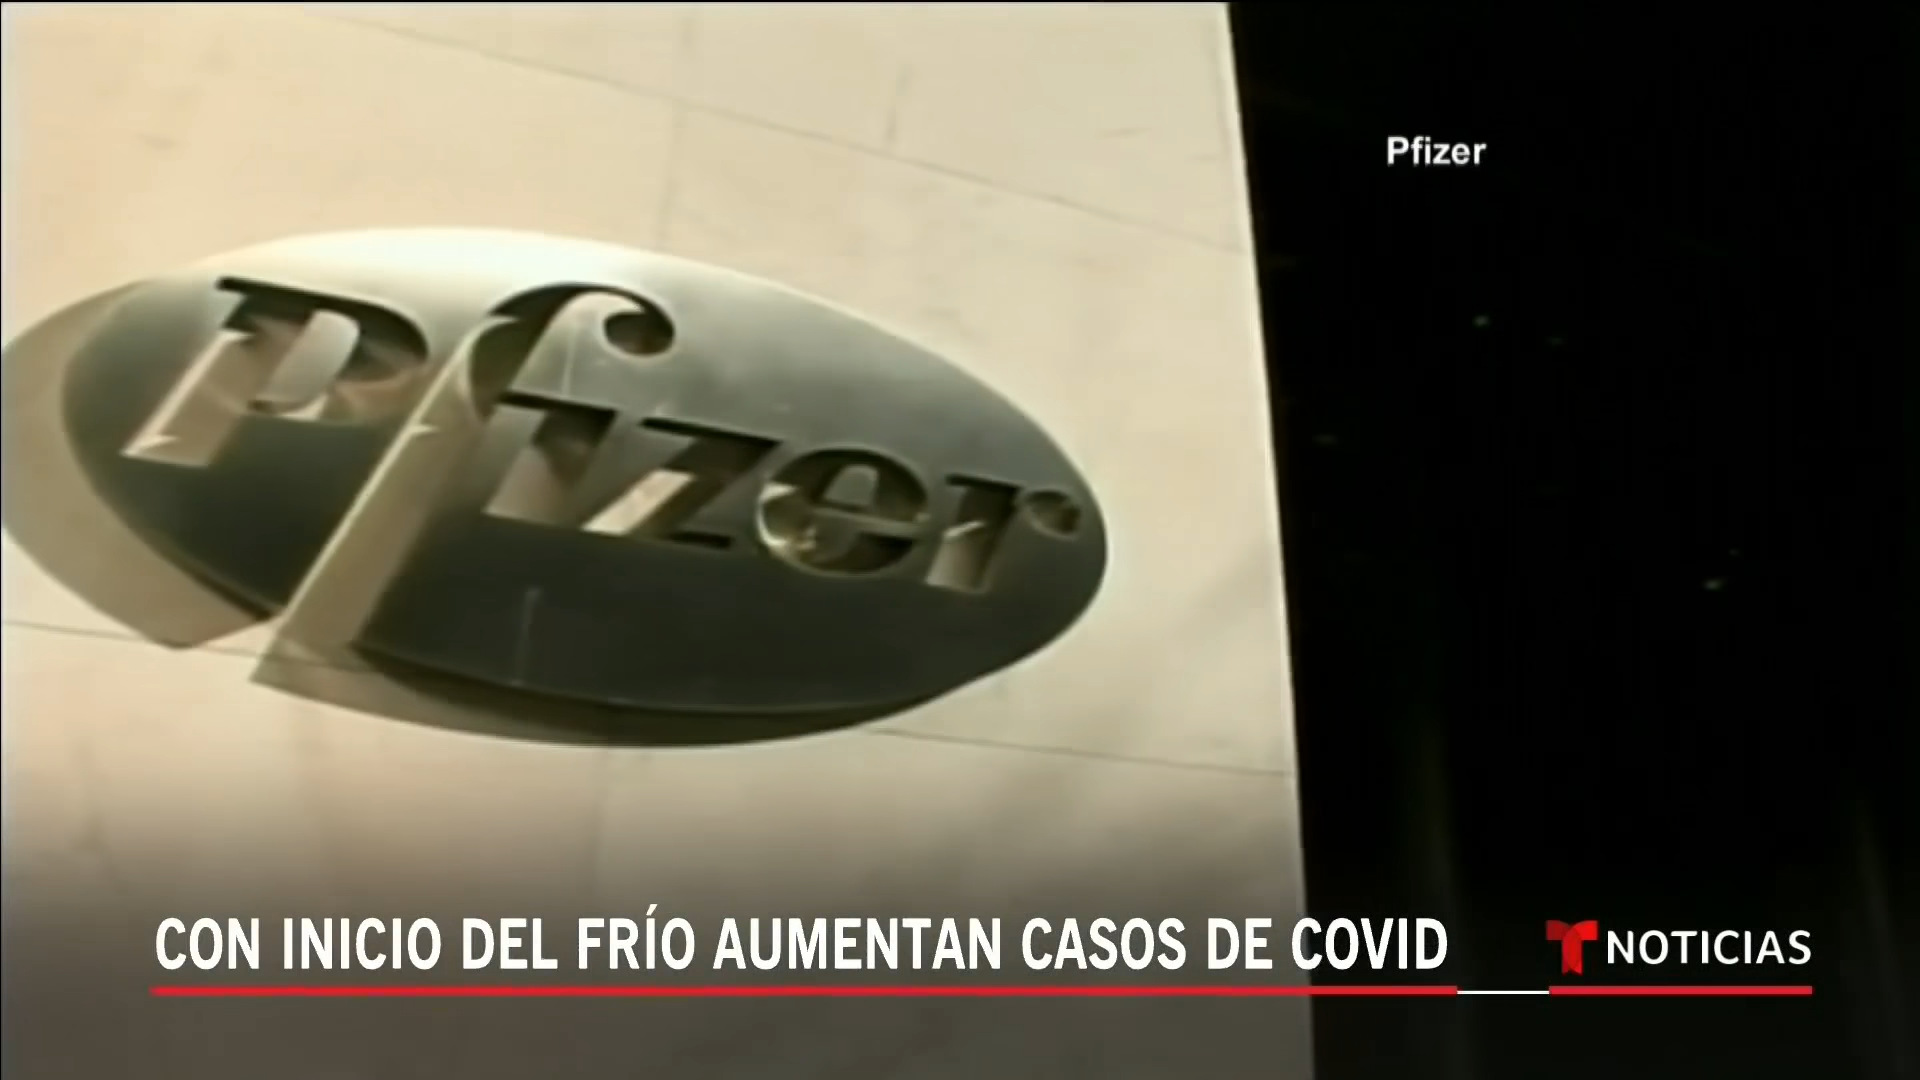 Pfizer
Pfizer
CON INICIO DEL FRÍO AUMENTAN CASOS DE COVID
NOTICIAS